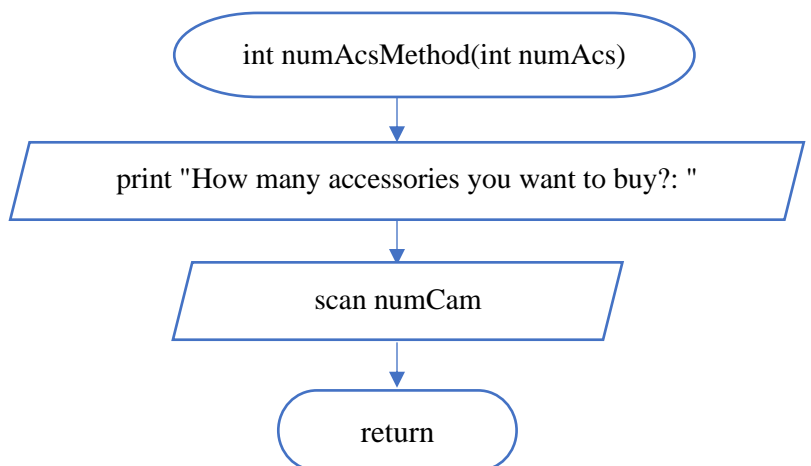 int numAcsMethod(int numAcs)
print "How many accessories you want to buy?: "
scan numCam
return